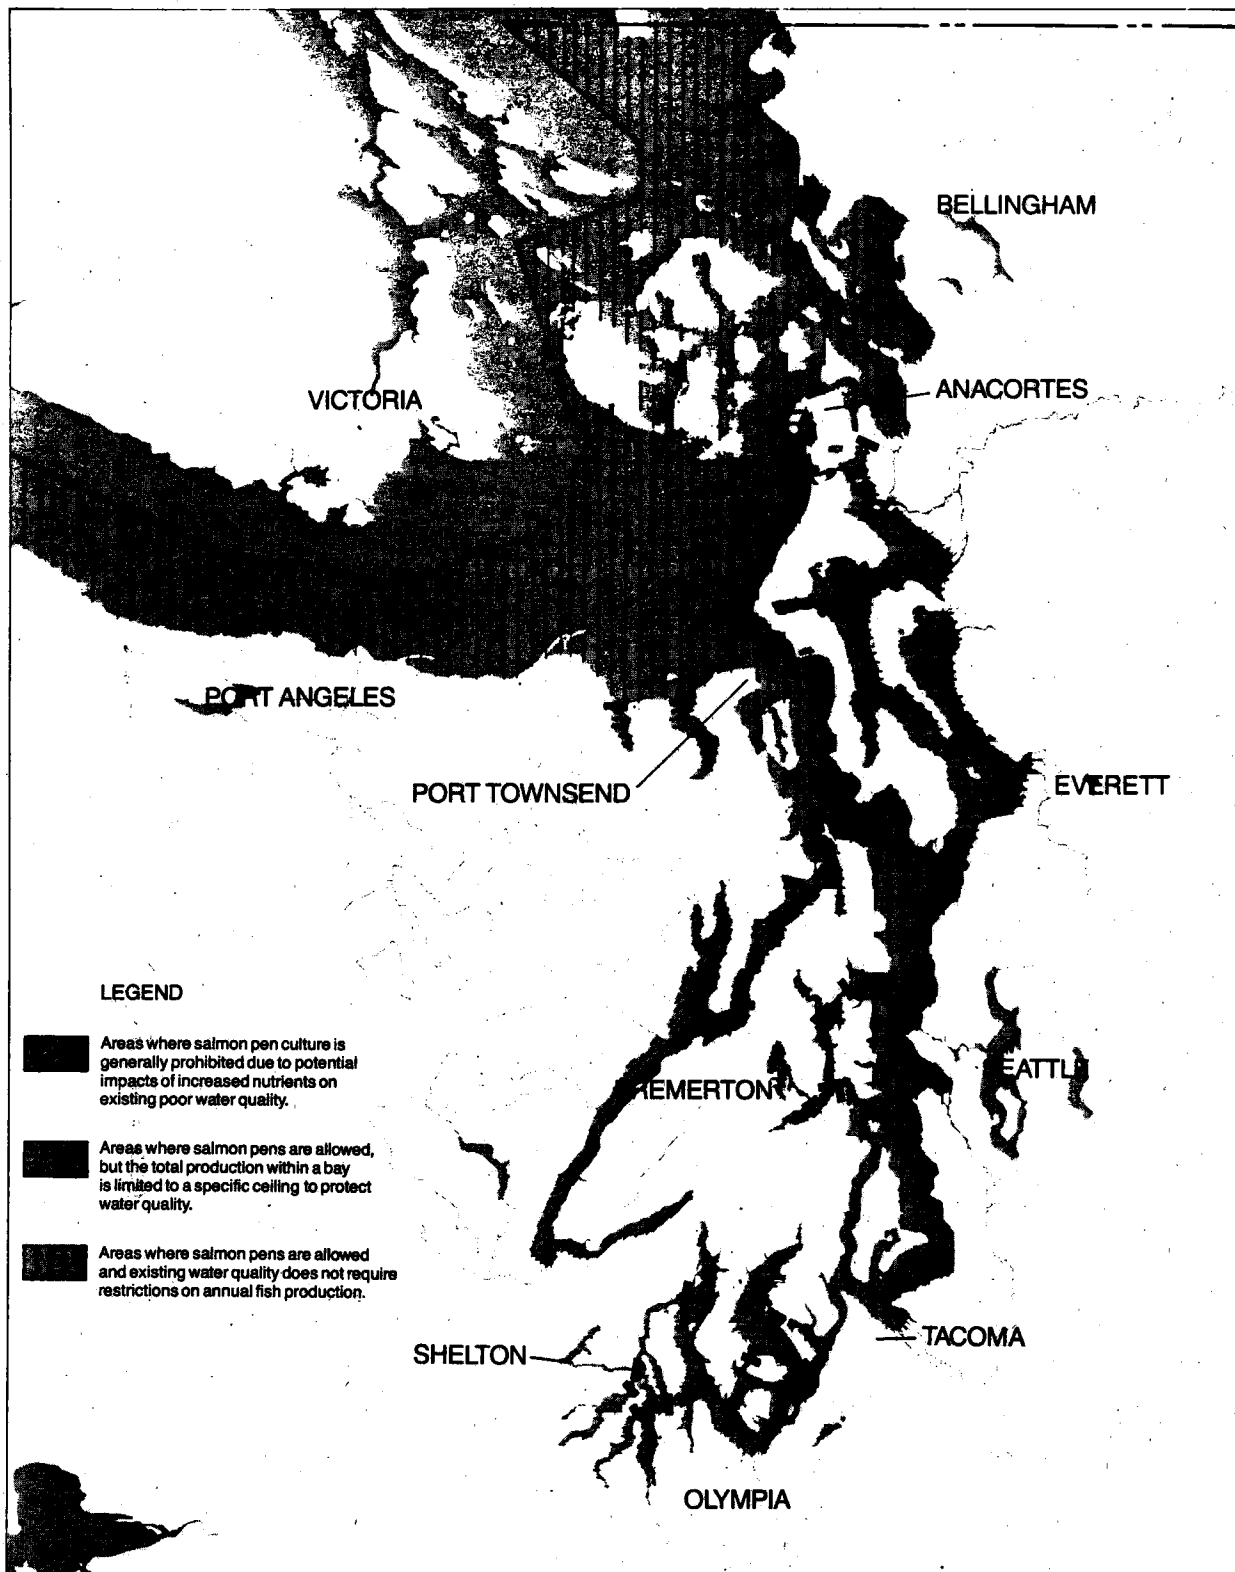 BELLINGHAM
ANACORTES
VICTORIA
PORT ANGELES
PORT TOWNSEND
EVERETT
LEGEND
Areas where salmon pen culture is
generally prohibited due to potential
impacts of increased nutrients on
existing poor water quality.
EATTLE
REMERTON
Areas where salmon pens are allowed,
but the total production within a bay
is limited to a specific ceiling to protect
water quality.
Areas where salmon pens are allowed
and existing water quality does not require
restrictions on annual fish production.
SHELTON
TACOMA
OLYMPIA